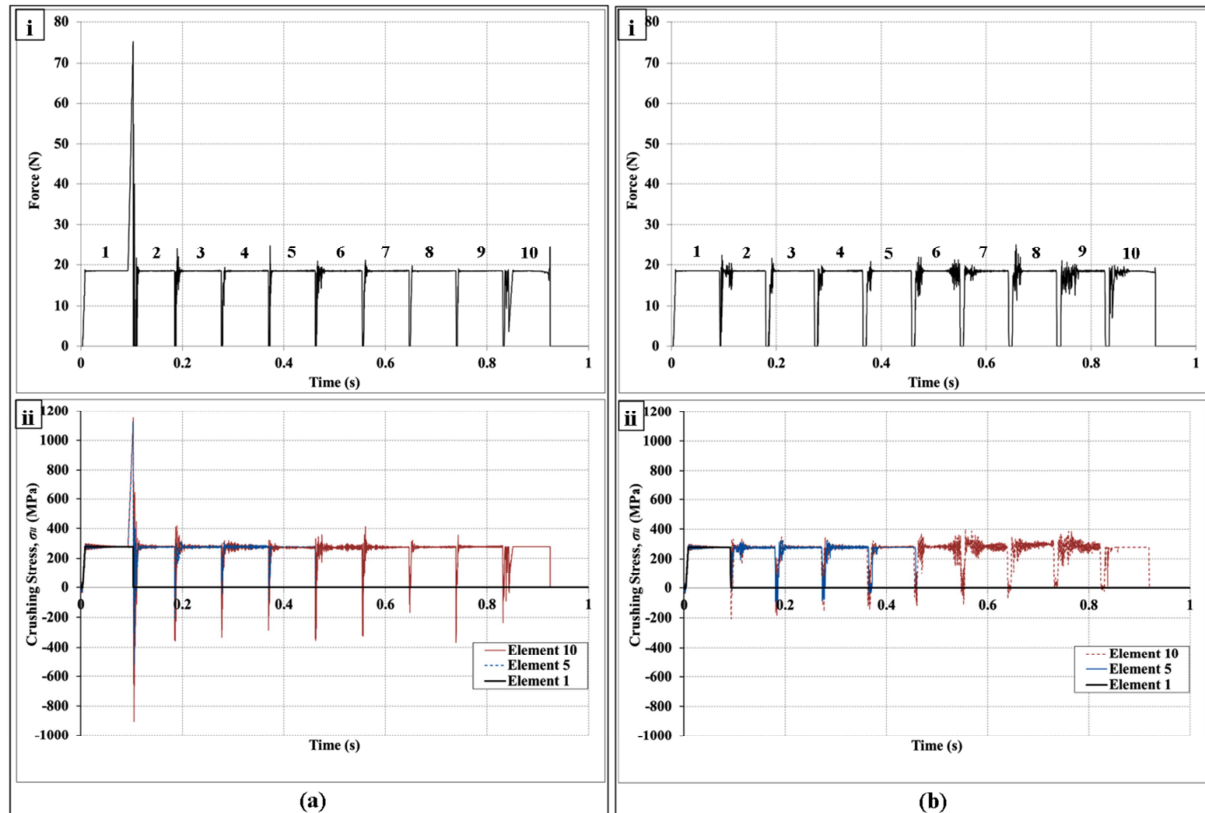 i
80
70
60
50
40
30
20
10
0
Force (N)
1 2 3 4 5 6 7 8 9 10
0 0.2 0.4 0.6 0.8 1
Time (s)
ii
1200
1000
800
600
400
200
0
-200
-400
-600
-800
-1000
Crushing Stress, σu (MPa)
0 0.2 0.4 0.6 0.8 1
Element 10
Element 5
Element 1
Time (s)
(a)
i
80
70
60
50
40
30
20
10
0
Force (N)
1 2 3 4 5 6 7 8 9 10
0 0.2 0.4 0.6 0.8 1
Time (s)
ii
1200
1000
800
600
400
200
0
-200
-400
-600
-800
-1000
Crushing Stress, σu (MPa)
0 0.2 0.4 0.6 0.8 1
Element 10
Element 5
Element 1
Time (s)
(b)